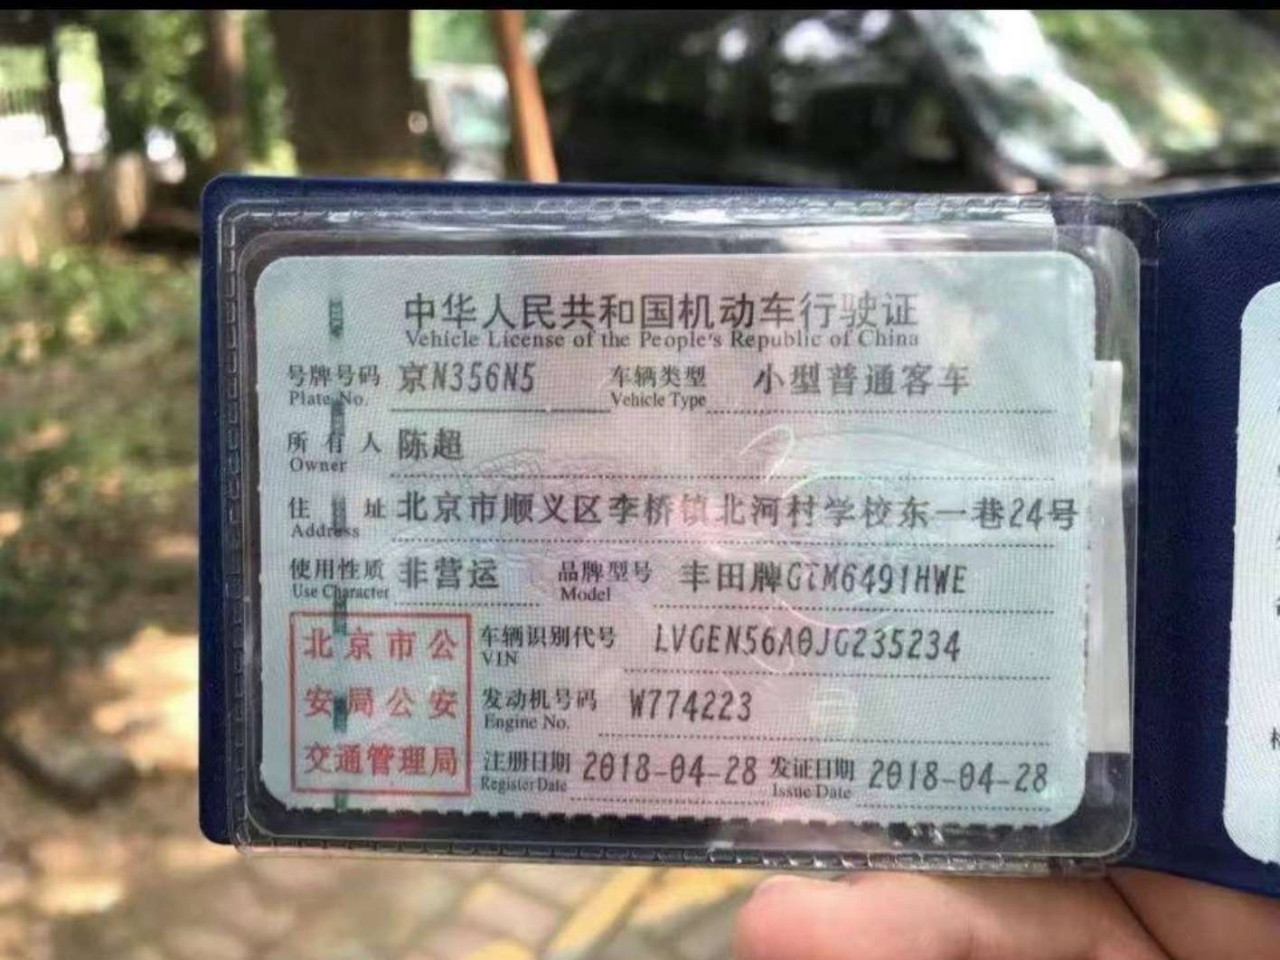 中华人民共和国机动车行驶证
Vehicle License of the People's Republic of China
号牌号码 京N356N5 车辆类型 小型普通客车
Plate No. Vehicle Type
所有人 陈超
Owner
住址 北京市顺义区李桥镇北河村学校东一巷24号
Address
使用性质 非营运 品牌型号 丰田牌GTM6491HWE
Use Character Model
北京市公
安局公安
交通管理局
车辆识别代号 LVGEN56A0JG235234
VIN
发动机号码 W774223
Engine No.
注册日期 2018-04-28 发证日期 2018-04-28
Register Date Issue Date